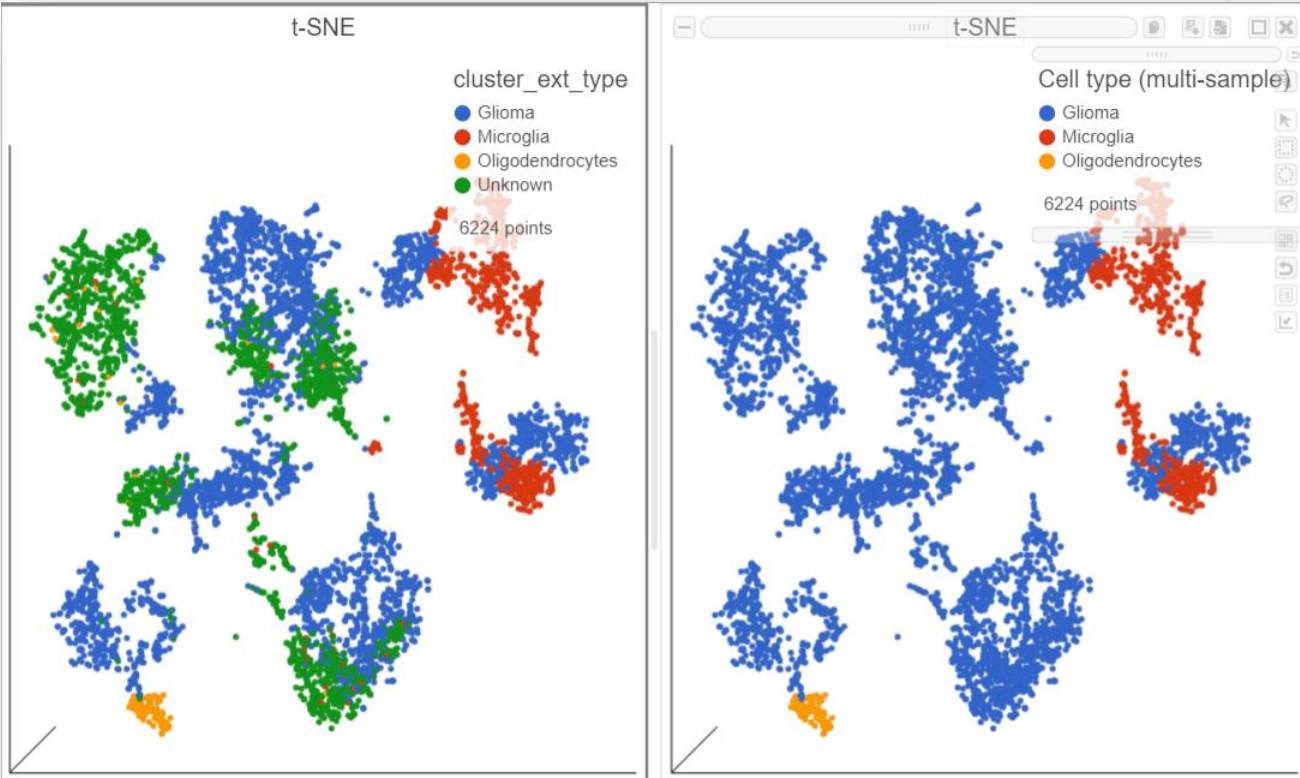 t-SNE
cluster_ext_type
Glioma
Microglia
Oligodendrocytes
Unknown
6224 points
t-SNE
Cell type (multi-sample)
Glioma
Microglia
Oligodendrocytes
6224 points